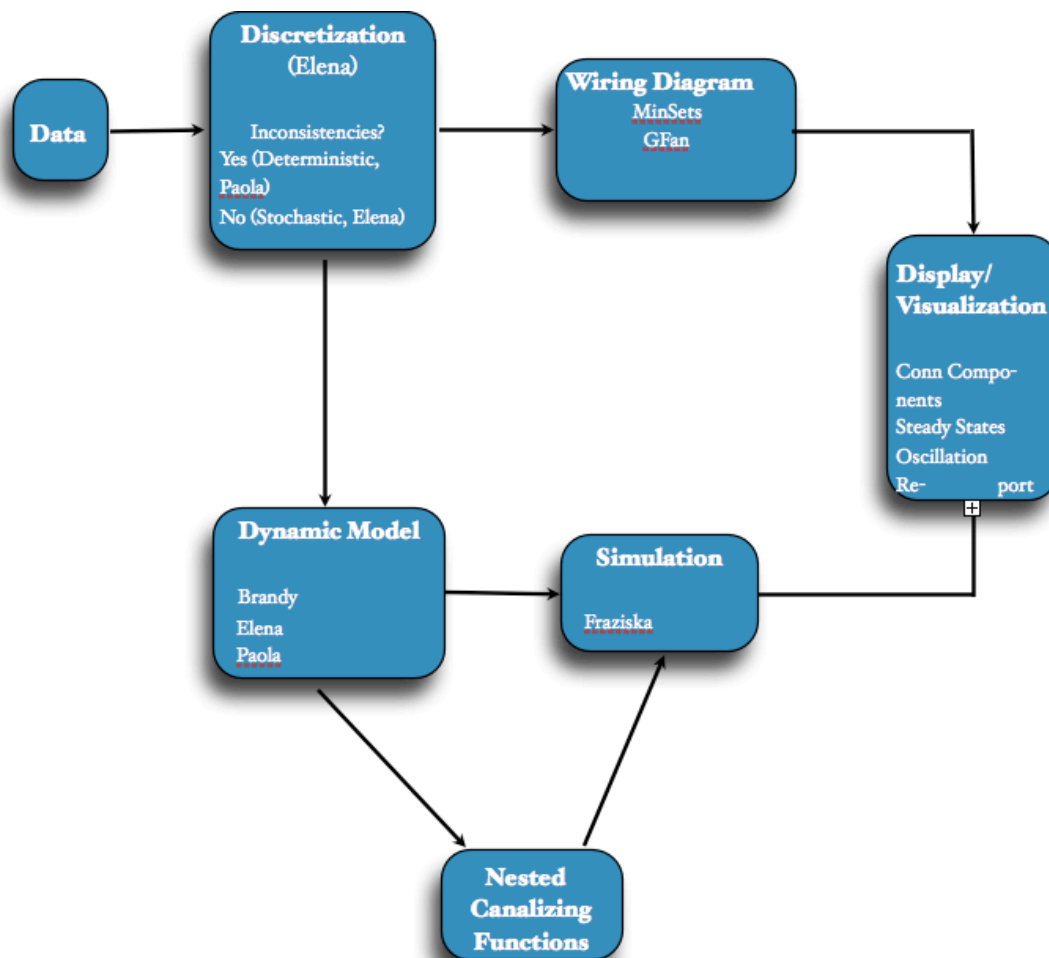 Data
Discretization
(Elena)
Inconsistencies?
Yes (Deterministic,
Paola)
No (Stochastic, Elena)
Wiring Diagram
MinSets
GFan
Display/
Visualization
Conn Compo-
nents
Steady States
Oscillation
Re- port
Dynamic Model
Brandy
Elena
Paola
Simulation
Fraziska
Nested
Canalizing
Functions